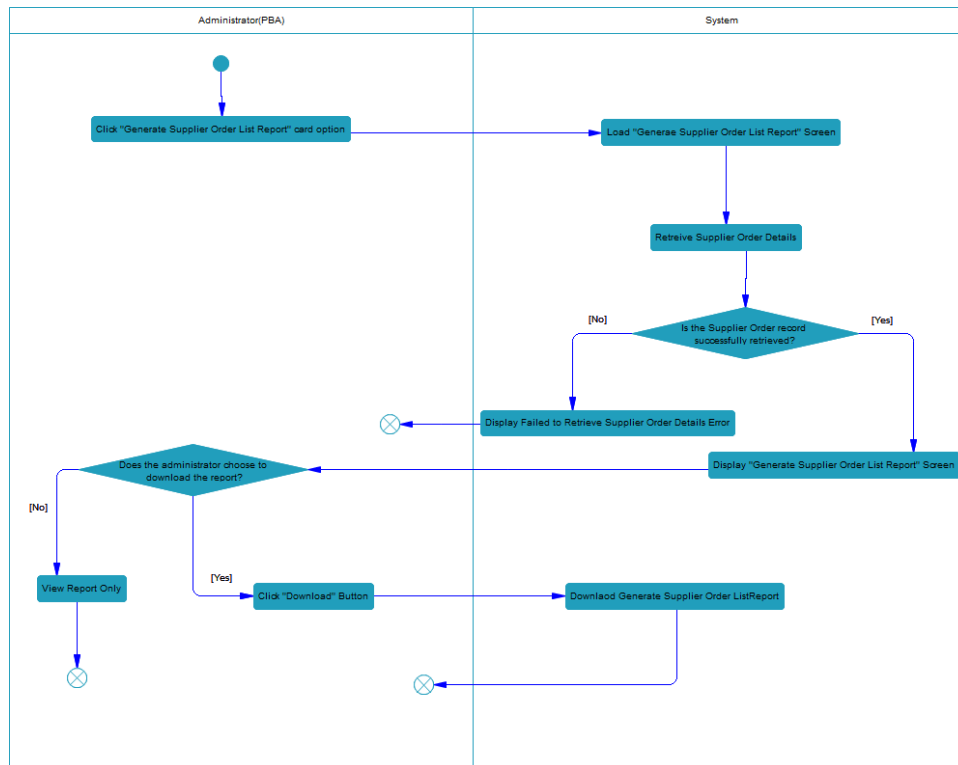 Administrator(PBA)
System
Click "Generate Supplier Order List Report" card option
Load "Generae Supplier Order List Report" Screen
Retreive Supplier Order Details
[No]
Is the Supplier Order record
successfully retrieved?
[Yes]
Display Failed to Retrieve Supplier Order Details Error
Does the administrator choose to
download the report?
Display "Generate Supplier Order List Report" Screen
[No]
[Yes]
View Report Only
Click "Download" Button
Downlaod Generate Supplier Order ListReport